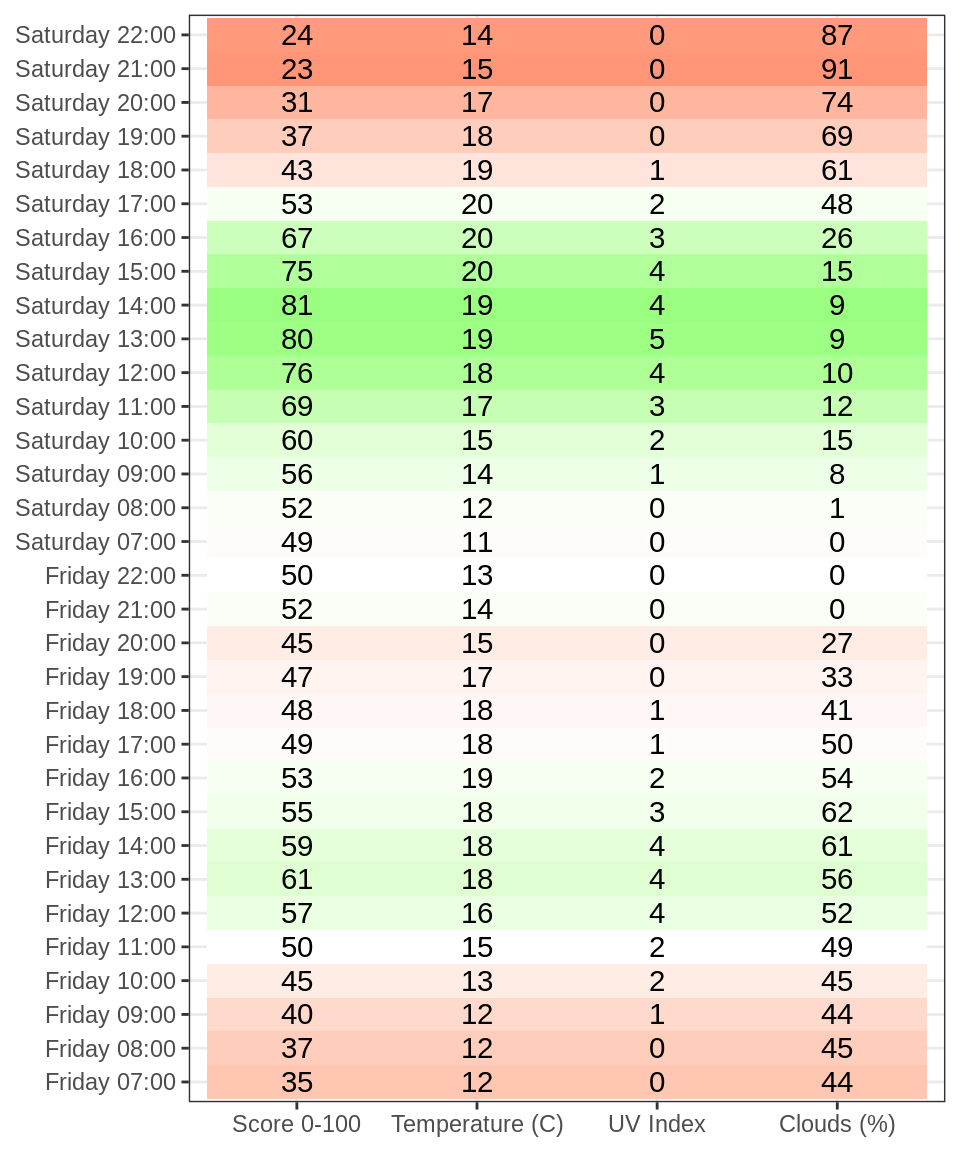 Saturday 22:00 24 14 0 87
Saturday 21:00 23 15 0 91
Saturday 20:00 31 17 0 74
Saturday 19:00 37 18 0 69
Saturday 18:00 43 19 1 61
Saturday 17:00 53 20 2 48
Saturday 16:00 67 20 3 26
Saturday 15:00 75 20 4 15
Saturday 14:00 81 19 4 9
Saturday 13:00 80 19 5 9
Saturday 12:00 76 18 4 10
Saturday 11:00 69 17 3 12
Saturday 10:00 60 15 2 15
Saturday 09:00 56 14 1 8
Saturday 08:00 52 12 0 1
Saturday 07:00 49 11 0 0
Friday 22:00 50 13 0 0
Friday 21:00 52 14 0 0
Friday 20:00 45 15 0 27
Friday 19:00 47 17 0 33
Friday 18:00 48 18 1 41
Friday 17:00 49 18 1 50
Friday 16:00 53 19 2 54
Friday 15:00 55 18 3 62
Friday 14:00 59 18 4 61
Friday 13:00 61 18 4 56
Friday 12:00 57 16 4 52
Friday 11:00 50 15 2 49
Friday 10:00 45 13 2 45
Friday 09:00 40 12 1 44
Friday 08:00 37 12 0 45
Friday 07:00 35 12 0 44
Score 0-100 Temperature (C) UV Index Clouds (%)